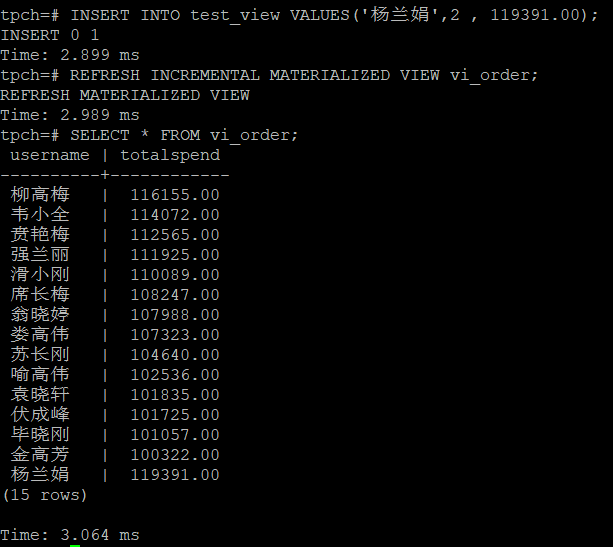 tpch=# INSERT INTO test_view VALUES('杨兰娟',2 , 119391.00);
INSERT 0 1
Time: 2.899 ms
tpch=# REFRESH INCREMENTAL MATERIALIZED VIEW vi_order;
REFRESH MATERIALIZED VIEW
Time: 2.989 ms
tpch=# SELECT * FROM vi_order;
 username | totalspend
----------+------------
 柳高梅   |  116155.00
 韦小全   |  114072.00
 贲艳梅   |  112565.00
 强兰丽   |  111925.00
 滑小刚   |  110089.00
 席长梅   |  108247.00
 翁晓婷   |  107988.00
 娄高伟   |  107323.00
 苏长刚   |  104640.00
 喻高伟   |  102536.00
 袁晓轩   |  101835.00
 伏成峰   |  101725.00
 毕晓刚   |  101057.00
 金高芳   |  100322.00
 杨兰娟   |  119391.00
(15 rows)

Time: 3.064 ms